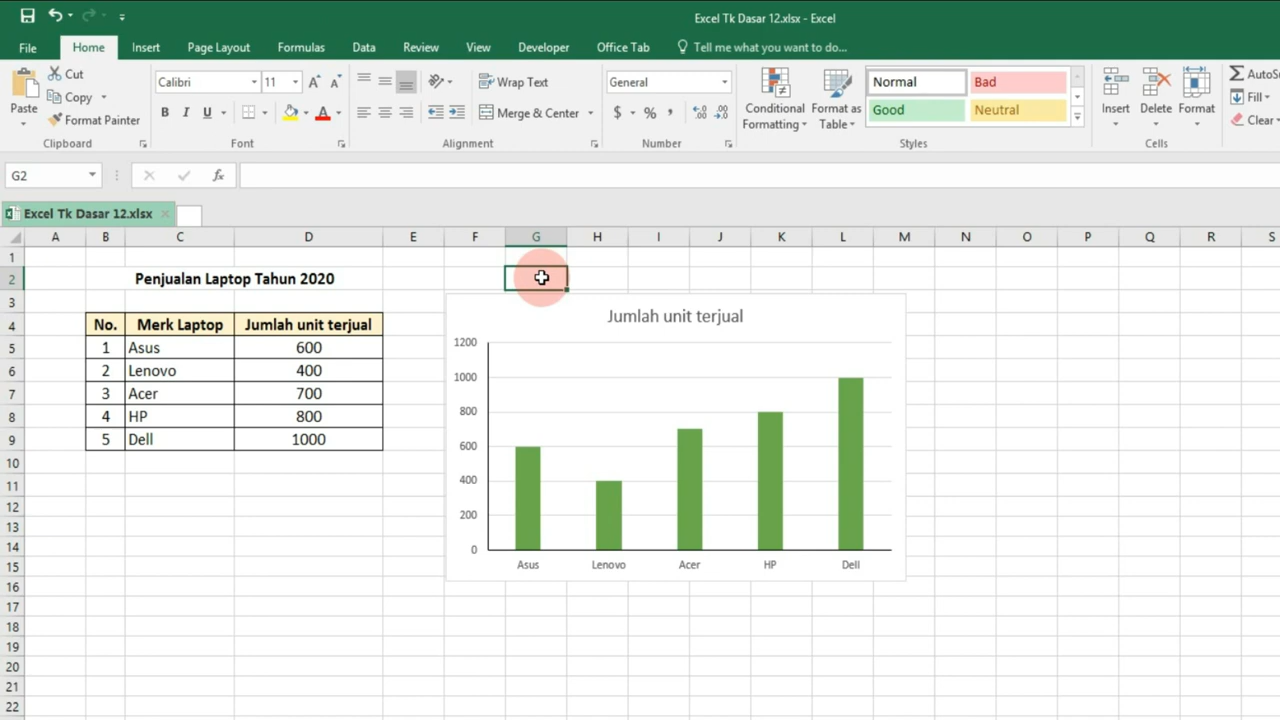 Excel Tk Dasar 12.xlsx - Excel
File Home Insert Page Layout Formulas Data Review View Developer Office Tab Tell me what you want to do...
Paste
Cut
Copy
Format Painter
Clipboard
Calibri 11
B I U
Font
Wrap Text
Merge & Center
Alignment
General
$ % ,
Number
Conditional Formatting
Format as Table
Normal Bad
Good Neutral
Styles
Insert Delete Format
Cells
AutoS
Fill
Clear
G2 fx
Excel Tk Dasar 12.xlsx
A B C D E F G H I J K L M N O P Q R S
1
2 Penjualan Laptop Tahun 2020
3
4 No. Merk Laptop Jumlah unit terjual
5 1 Asus 600
6 2 Lenovo 400
7 3 Acer 700
8 4 HP 800
9 5 Dell 1000
10
11
12
13
14
15
16
17
18
19
20
21
22
Jumlah unit terjual
1200
1000
800
600
400
200
0
Asus Lenovo Acer HP Dell